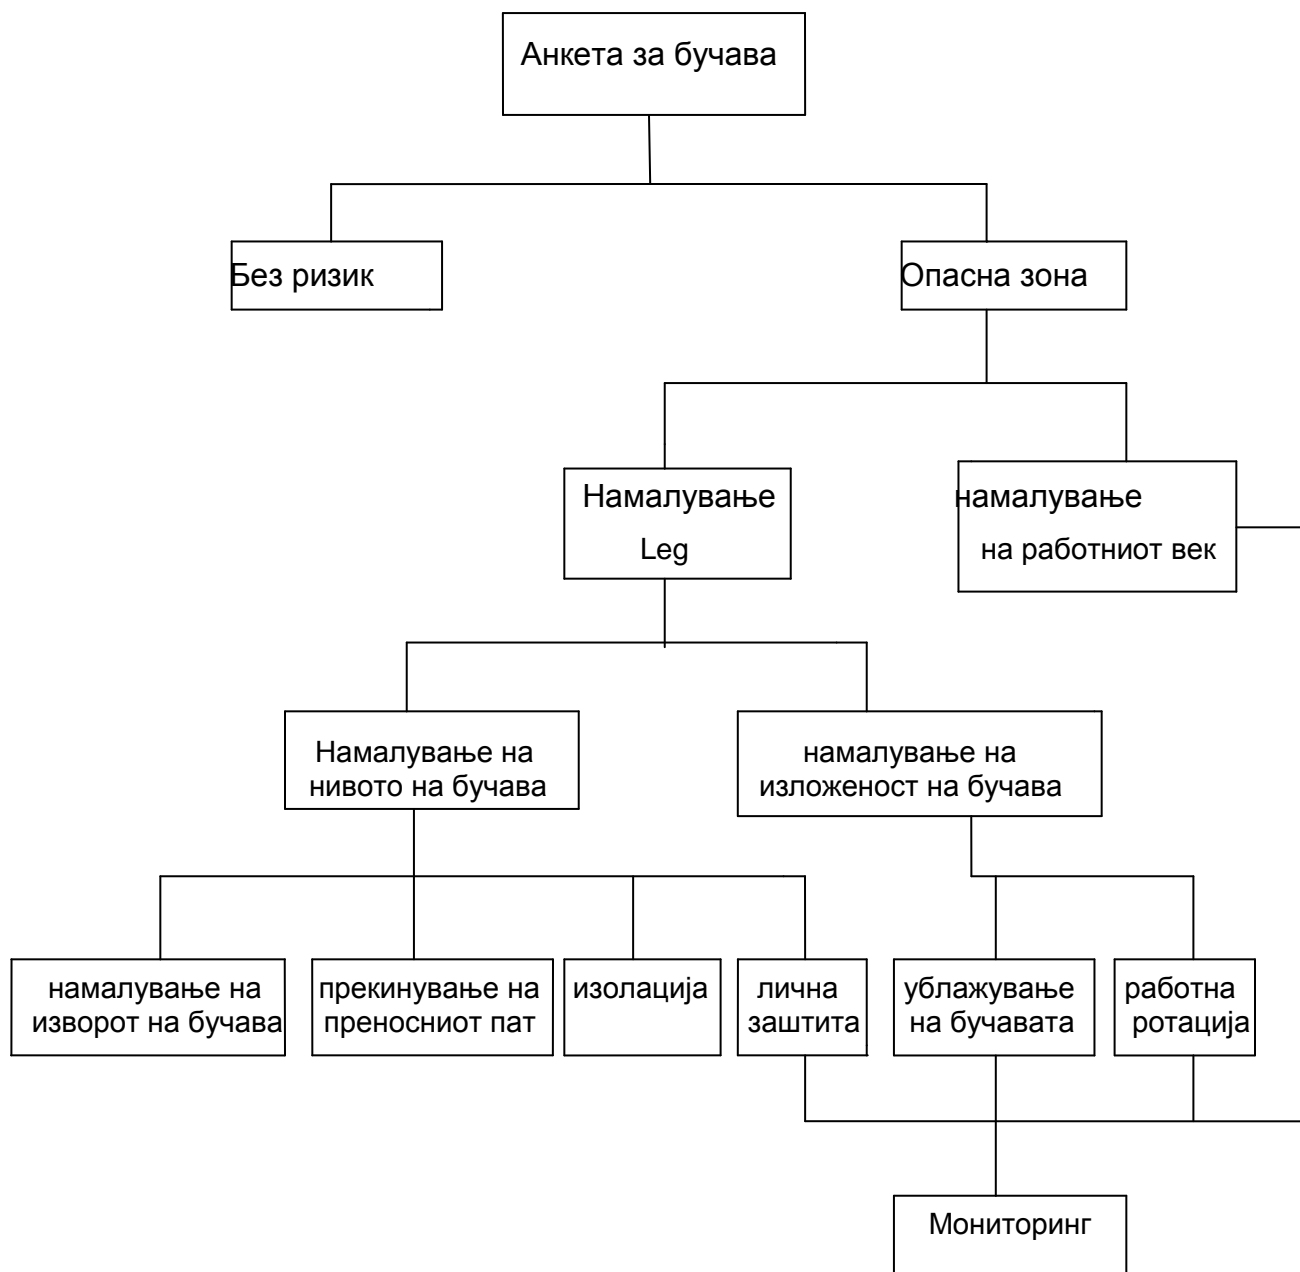 Анкета за бучава
Без ризик
Опасна зона
Намалување
Leg
намалување
на работниот век
Намалување на
нивото на бучава
намалување на
изложеност на бучава
намалување на
изворот на бучава
прекинување на
преносниот пат
изолација
лична
заштита
ублажување
на бучавата
работна
ротација
Мониторинг